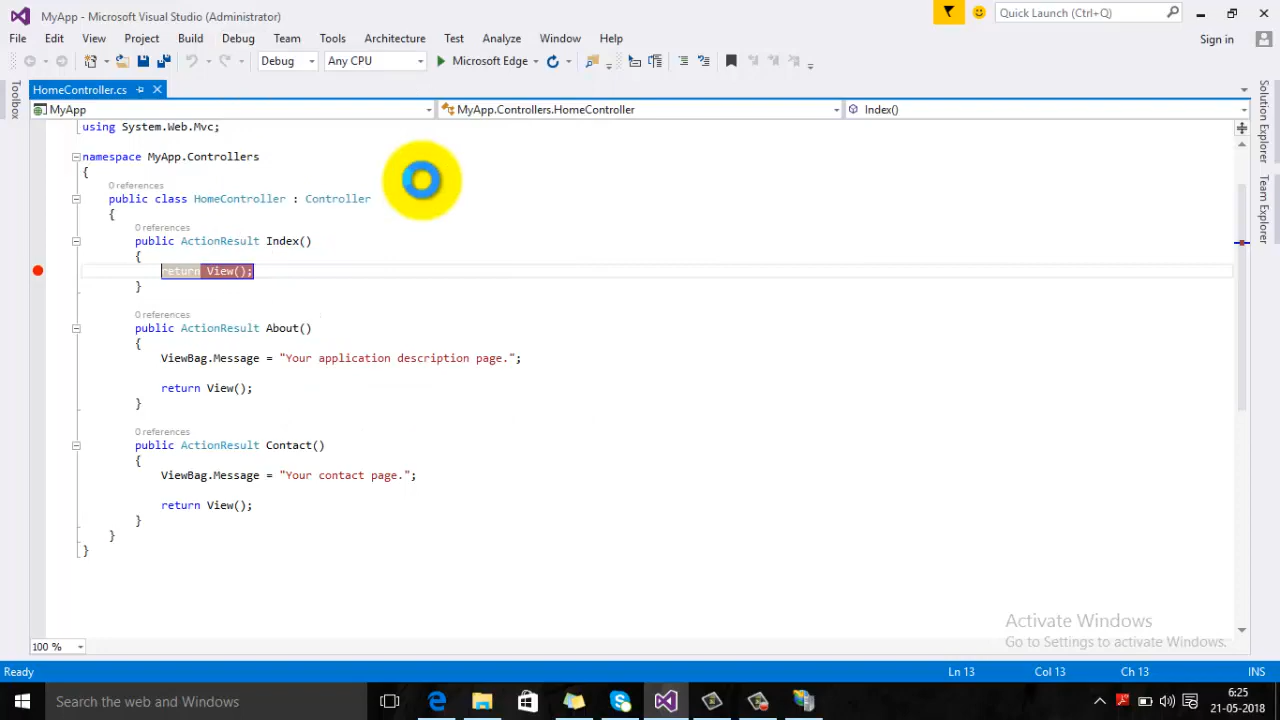 MyApp - Microsoft Visual Studio (Administrator)
Quick Launch (Ctrl+Q)
File Edit View Project Build Debug Team Tools Architecture Test Analyze Window Help
Sign in
Debug
Any CPU
Microsoft Edge
HomeController.cs
MyApp
MyApp.Controllers.HomeController
Index()
Toolbox
Solution Explorer
Team Explorer
using System.Web.Mvc;
namespace MyApp.Controllers
{
0 references
public class HomeController : Controller
{
0 references
public ActionResult Index()
{
return View();
}
0 references
public ActionResult About()
{
ViewBag.Message = "Your application description page.";
return View();
}
0 references
public ActionResult Contact()
{
ViewBag.Message = "Your contact page.";
return View();
}
}
}
Activate Windows
Go to Settings to activate Windows.
100 %
Ready
Ln 13
Col 13
Ch 13
INS
Search the web and Windows
6:25
21-05-2018